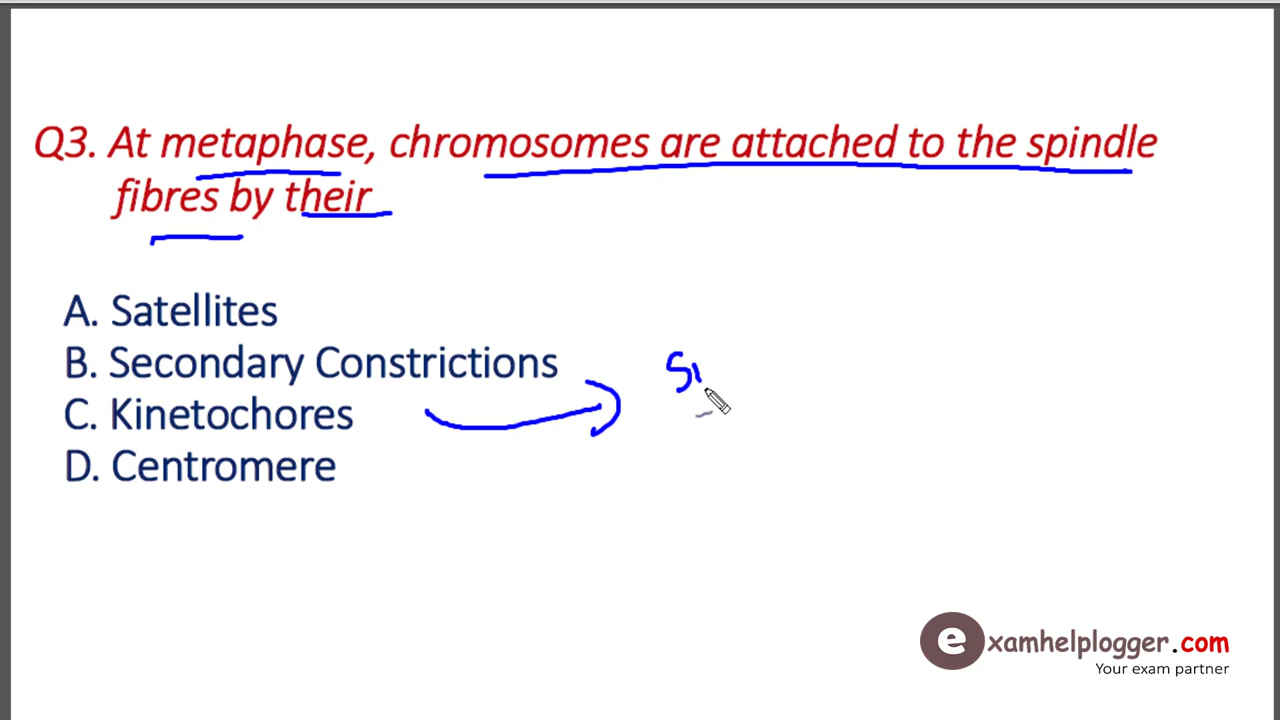 Q3. At metaphase, chromosomes are attached to the spindle
fibres by their
A. Satellites
B. Secondary Constrictions
C. Kinetochores
D. Centromere
examhelplogger.com
Your exam partner